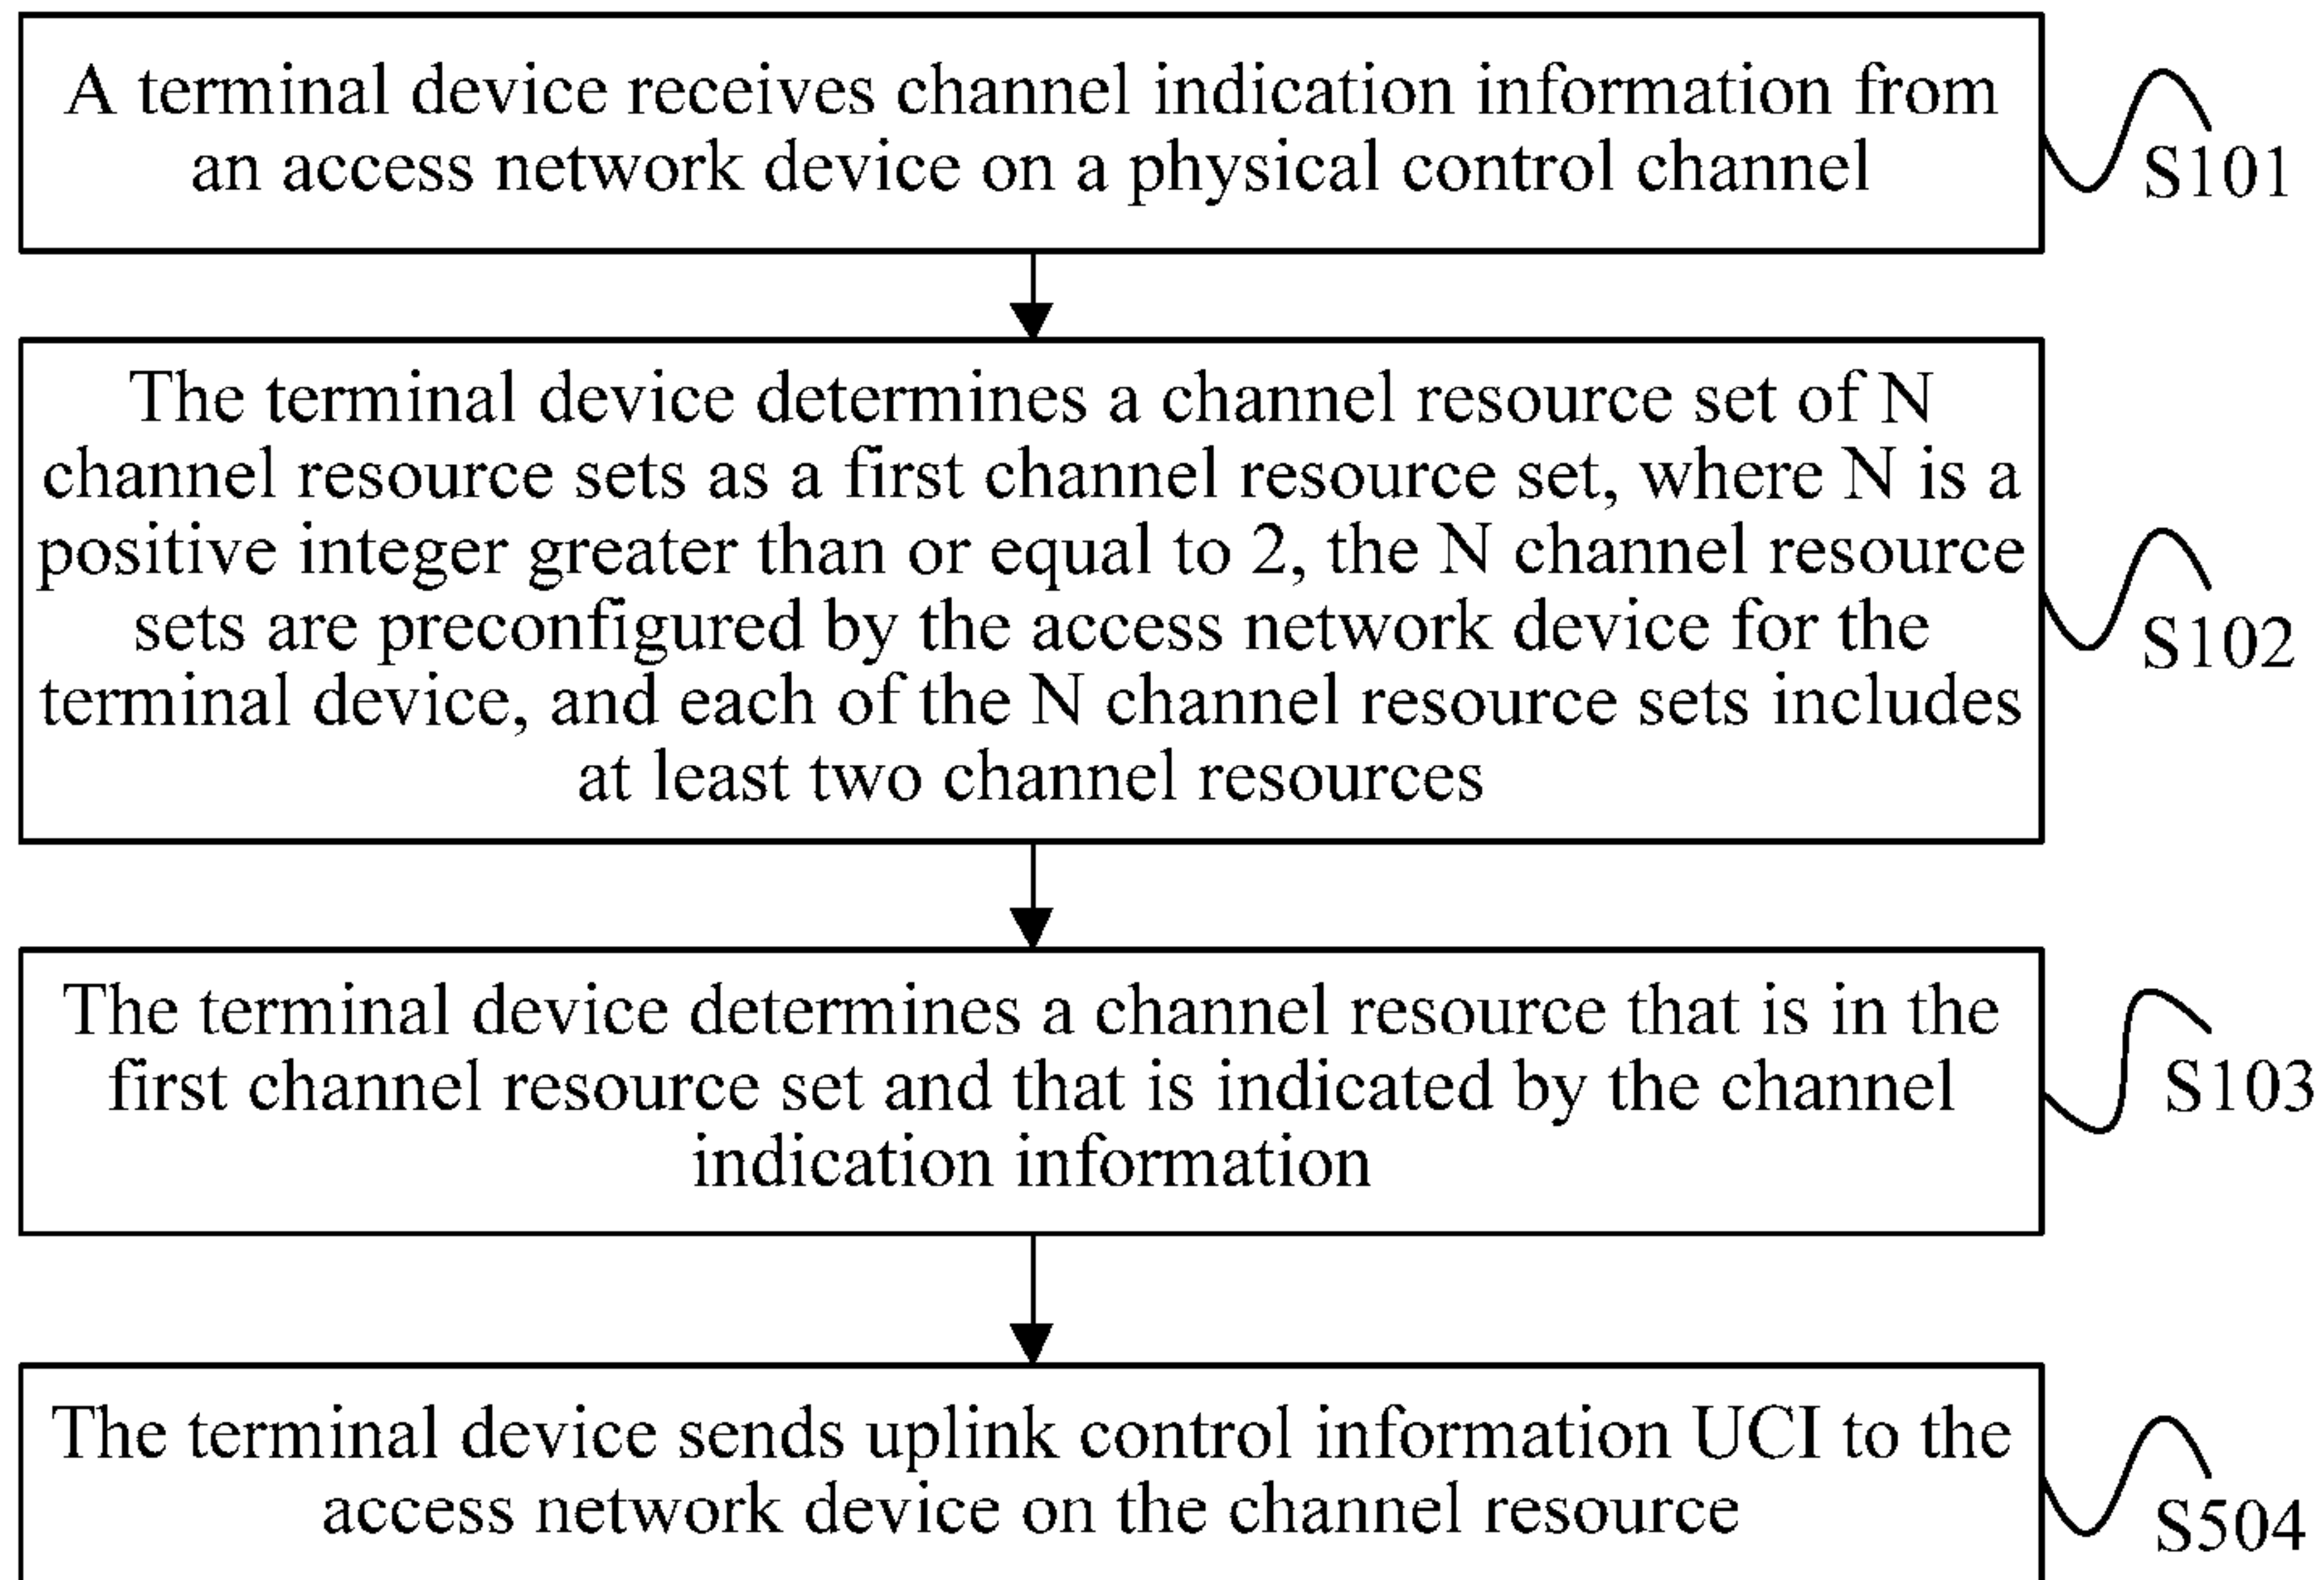 A terminal device receives channel indication information from
an access network device on a physical control channel
S101
The terminal device determines a channel resource set of N
channel resource sets as a first channel resource set, where N is a
positive integer greater than or equal to 2, the N channel resource
sets are preconfigured by the access network device for the
terminal device, and each of the N channel resource sets includes
at least two channel resources
S102
The terminal device determines a channel resource that is in the
first channel resource set and that is indicated by the channel
indication information
S103
The terminal device sends uplink control information UCI to the
access network device on the channel resource
S504